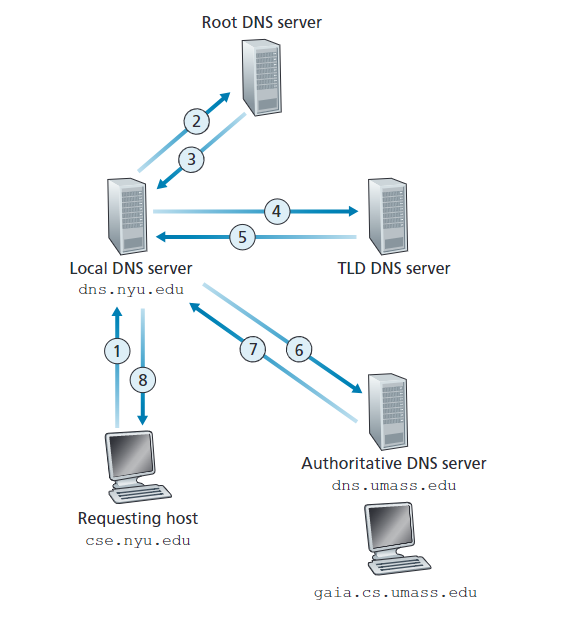 Root DNS server
2
3
4
5
Local DNS server
dns.nyu.edu
TLD DNS server
1
8
7
6
Authoritative DNS server
dns.umass.edu
Requesting host
cse.nyu.edu
gaia.cs.umass.edu